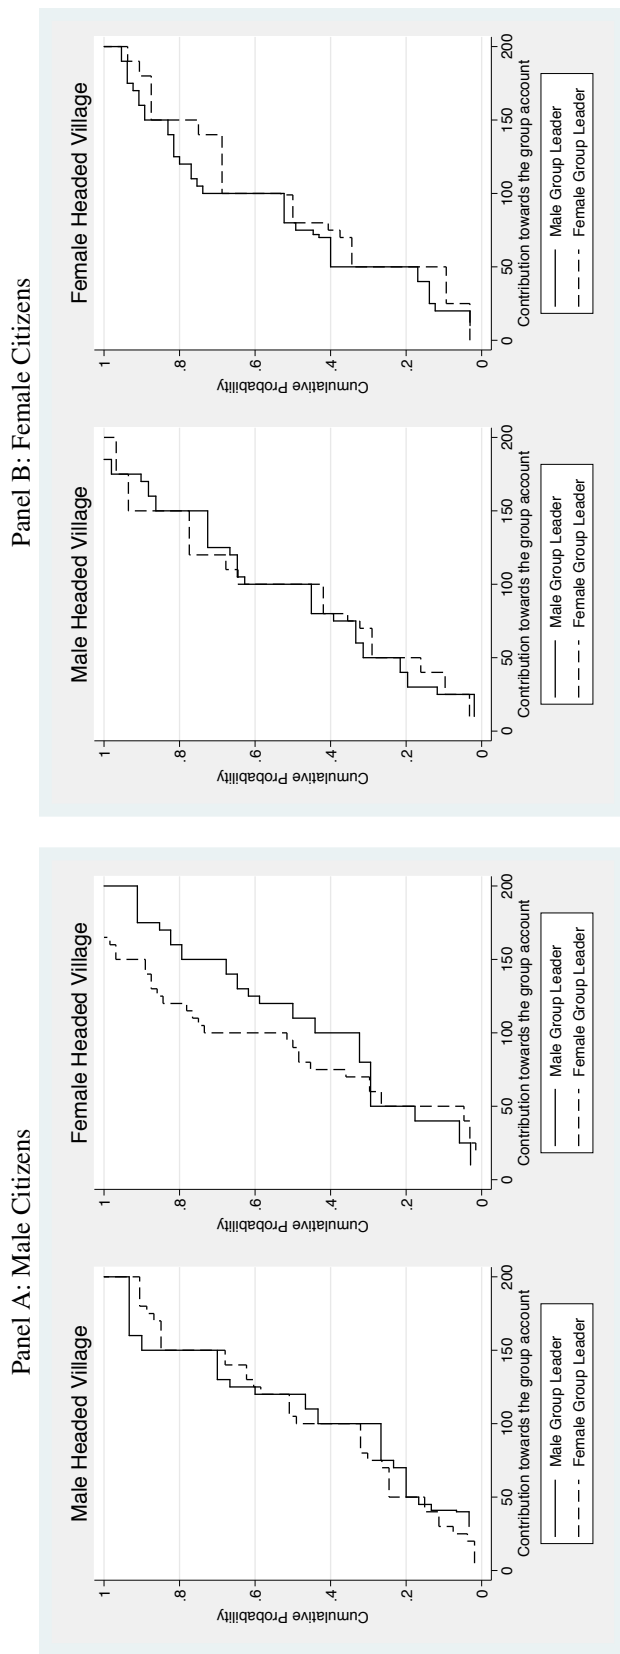 Panel A: Male Citizens
Male Headed Village
Cumulative Probability
0 .2 .4 .6 .8 1
0 50 100 150 200
Contribution towards the group account
Male Group Leader
Female Group Leader
Female Headed Village
Cumulative Probability
0 .2 .4 .6 .8 1
0 50 100 150 200
Contribution towards the group account
Male Group Leader
Female Group Leader
Panel B: Female Citizens
Male Headed Village
Cumulative Probability
0 .2 .4 .6 .8 1
0 50 100 150 200
Contribution towards the group account
Male Group Leader
Female Group Leader
Female Headed Village
Cumulative Probability
0 .2 .4 .6 .8 1
0 50 100 150 200
Contribution towards the group account
Male Group Leader
Female Group Leader